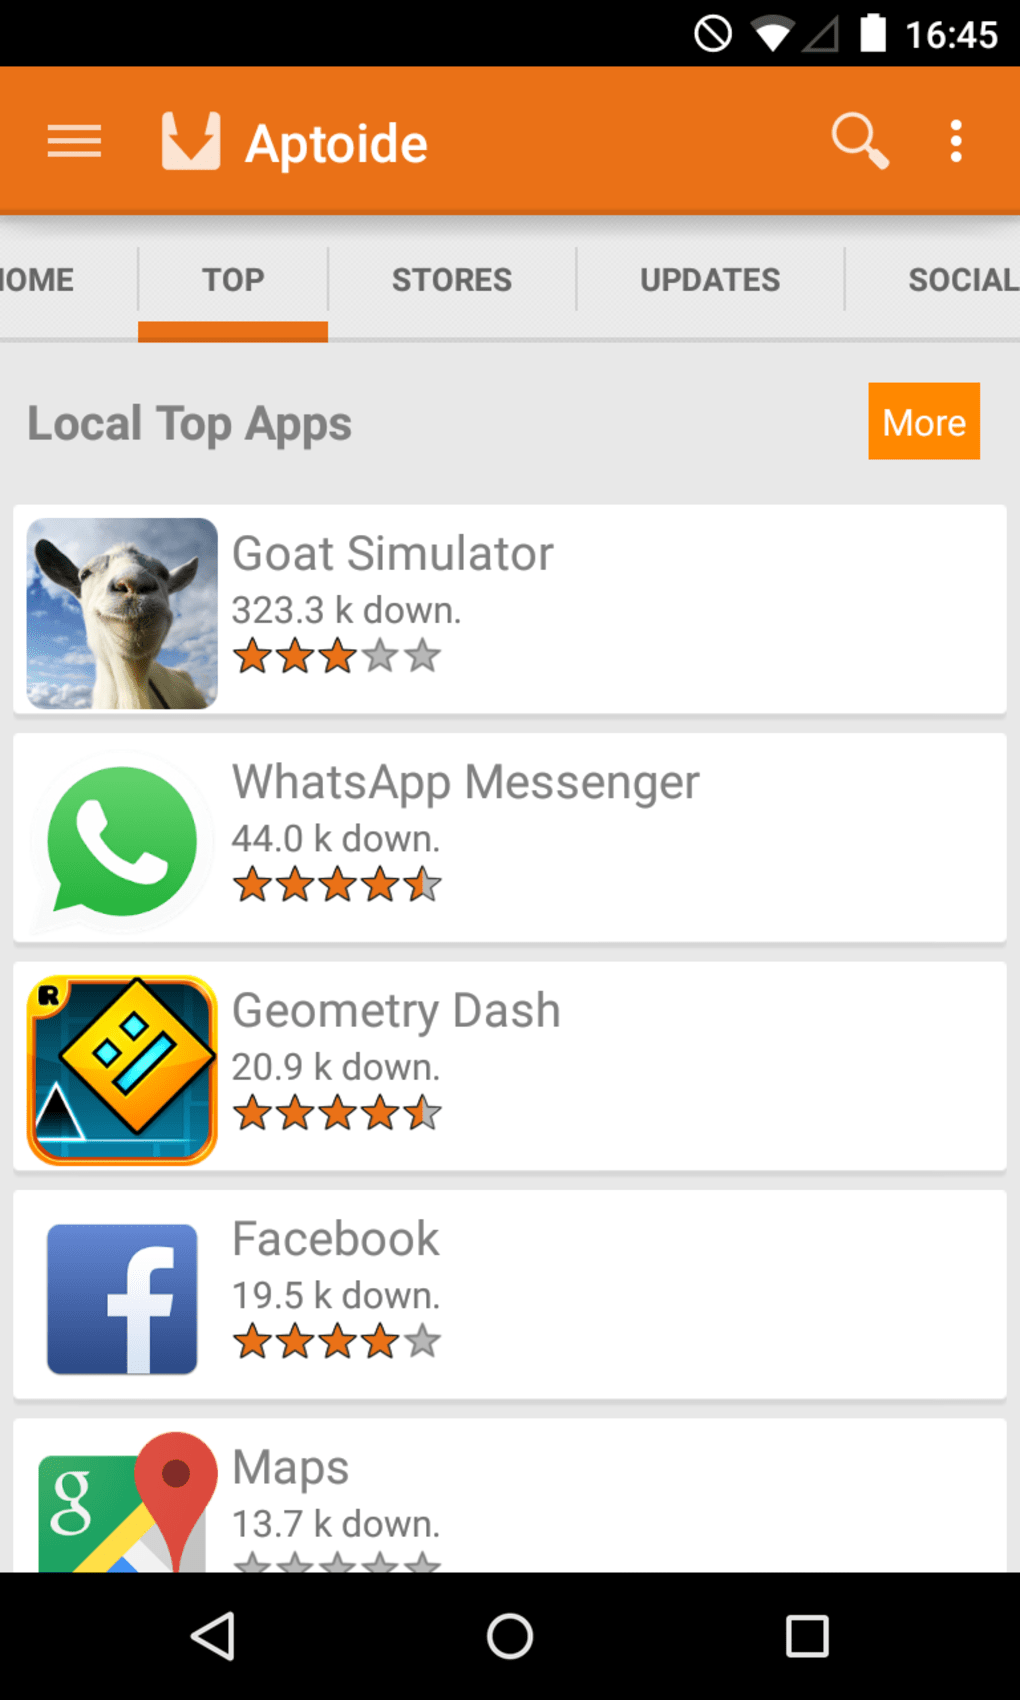 16:45
Aptoide
HOME TOP STORES UPDATES SOCIAL
Local Top Apps More
Goat Simulator
323.3 k down.
WhatsApp Messenger
44.0 k down.
R
Geometry Dash
20.9 k down.
f
Facebook
19.5 k down.
g
Maps
13.7 k down.